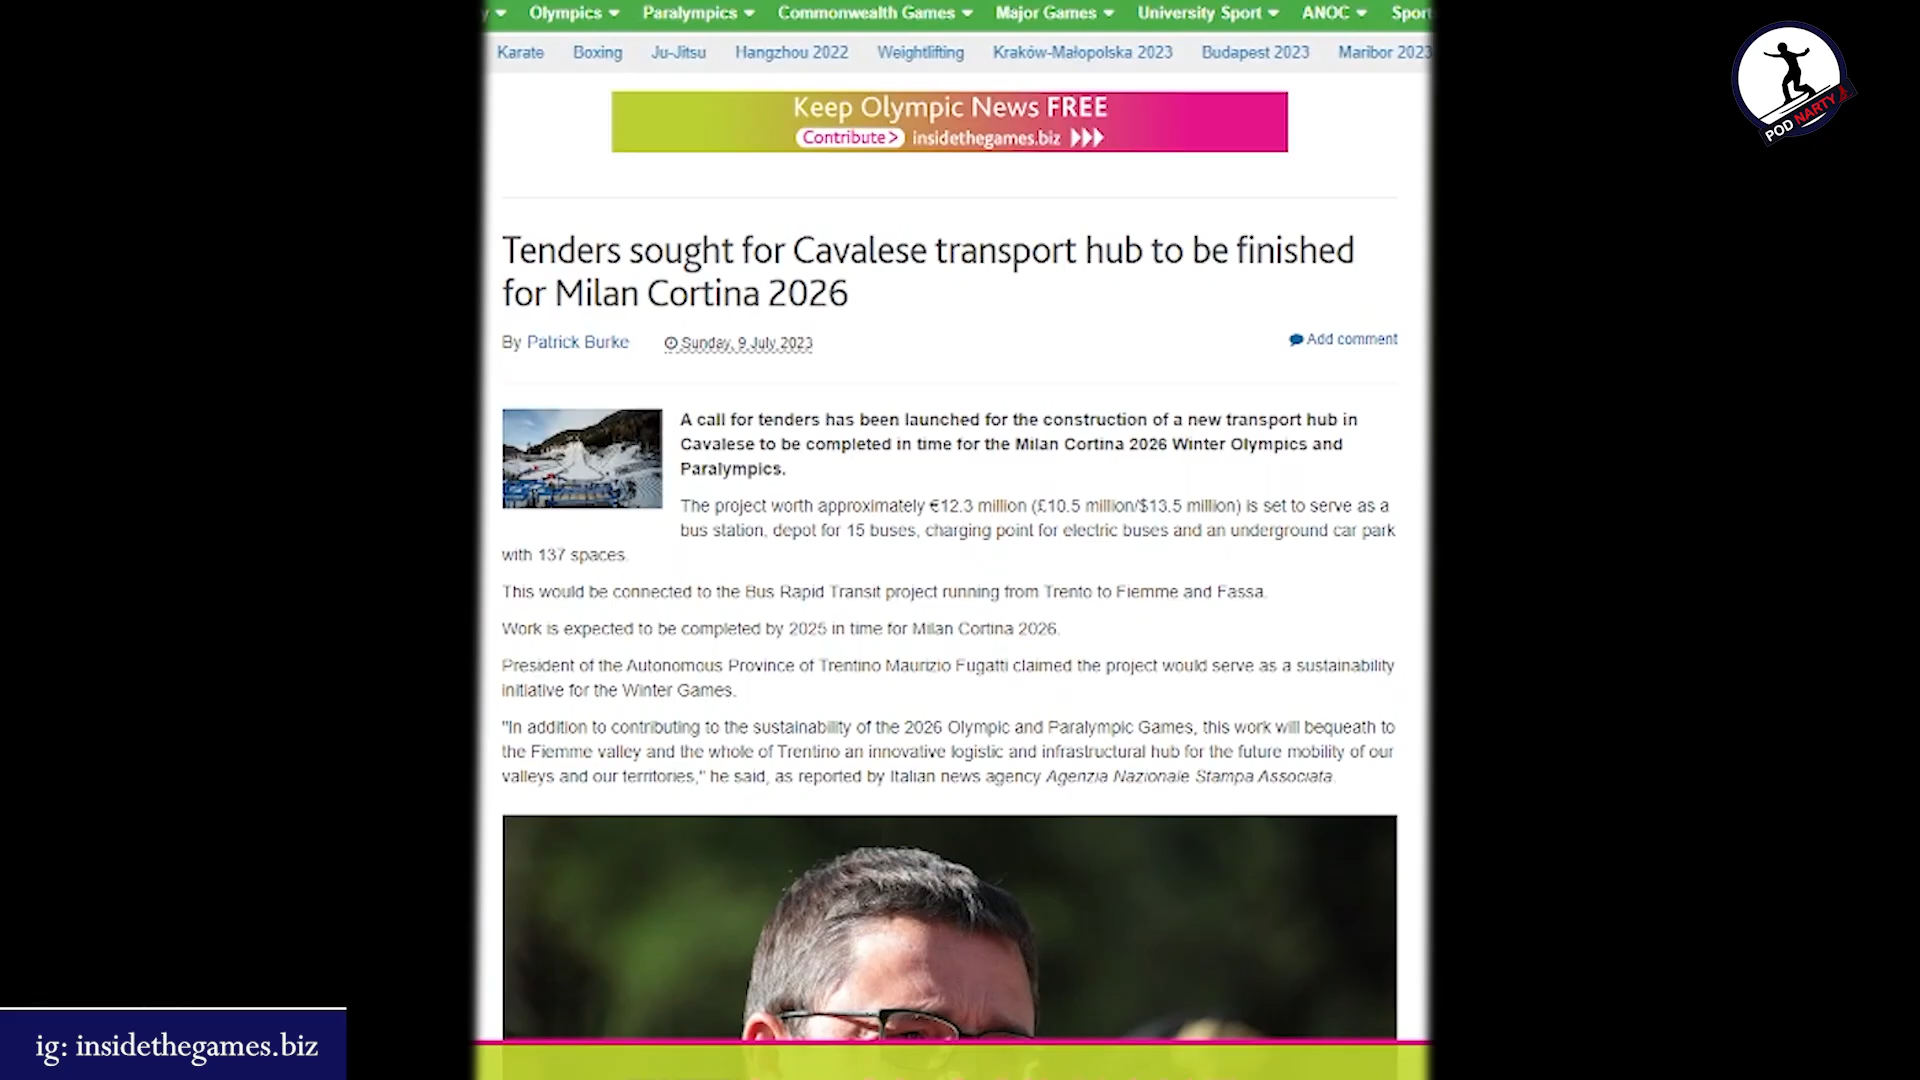 Olympics Paralympics Commonwealth Games Major Games University Sport ANOC Sport
Karate Boxing Ju-Jitsu Hangzhou 2022 Weightlifting Kraków-Małopolska 2023 Budapest 2023 Maribor 2023
POD NARTY
Keep Olympic News FREE
Contribute > insidethegames.biz
Tenders sought for Cavalese transport hub to be finished
for Milan Cortina 2026
By Patrick Burke Sunday, 9 July 2023 Add comment
A call for tenders has been launched for the construction of a new transport hub in
Cavalese to be completed in time for the Milan Cortina 2026 Winter Olympics and
Paralympics.
The project worth approximately €12.3 million (£10.5 million/$13.5 million) is set to serve as a
bus station, depot for 15 buses, charging point for electric buses and an underground car park
with 137 spaces.
This would be connected to the Bus Rapid Transit project running from Trento to Fiemme and Fassa.
Work is expected to be completed by 2025 in time for Milan Cortina 2026.
President of the Autonomous Province of Trentino Maurizio Fugatti claimed the project would serve as a sustainability
initiative for the Winter Games.
"In addition to contributing to the sustainability of the 2026 Olympic and Paralympic Games, this work will bequeath to
the Fiemme valley and the whole of Trentino an innovative logistic and infrastructural hub for the future mobility of our
valleys and our territories," he said, as reported by Italian news agency Agenzia Nazionale Stampa Associata.
ig: insidethegames.biz